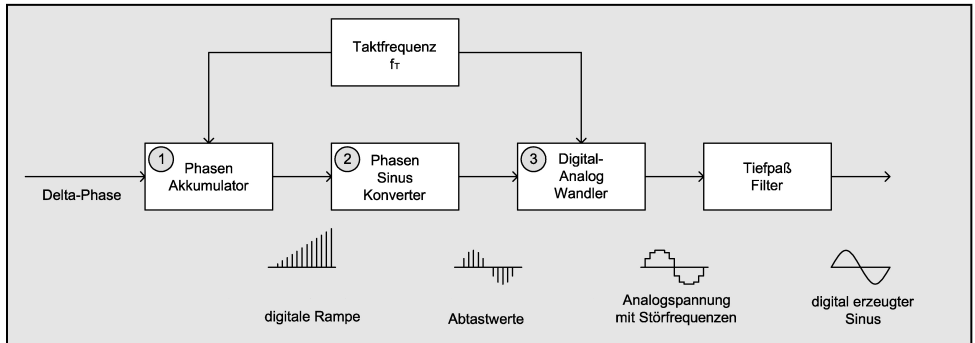 Taktfrequenz
fT
1
Phasen
Akkumulator
2
Phasen
Sinus
Konverter
3
Digital-
Analog
Wandler
Tiefpaß
Filter
Delta-Phase
digitale Rampe
Abtastwerte
Analogspannung
mit Störfrequenzen
digital erzeugter
Sinus